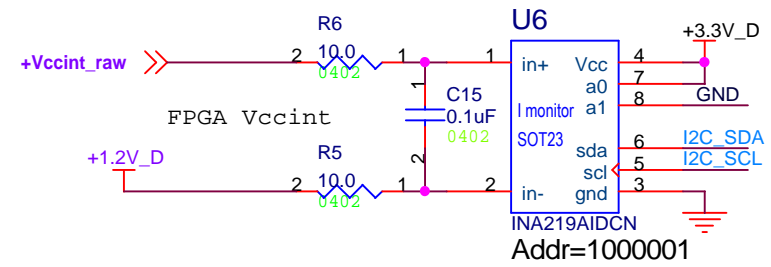 U6
R6
+3.3V_D
+Vccint_raw
2
10.0
1
1
in+
Vcc
4
0402
a0
7
1
C15
a1
8
GND
FPGA Vccint
0.1uF
I monitor
0402
SOT23
+1.2V_D
R5
2
sda
6
I2C_SDA
scl
5
I2C_SCL
2
10.0
1
2
in-
gnd
3
0402
INA219AIDCN
Addr=1000001